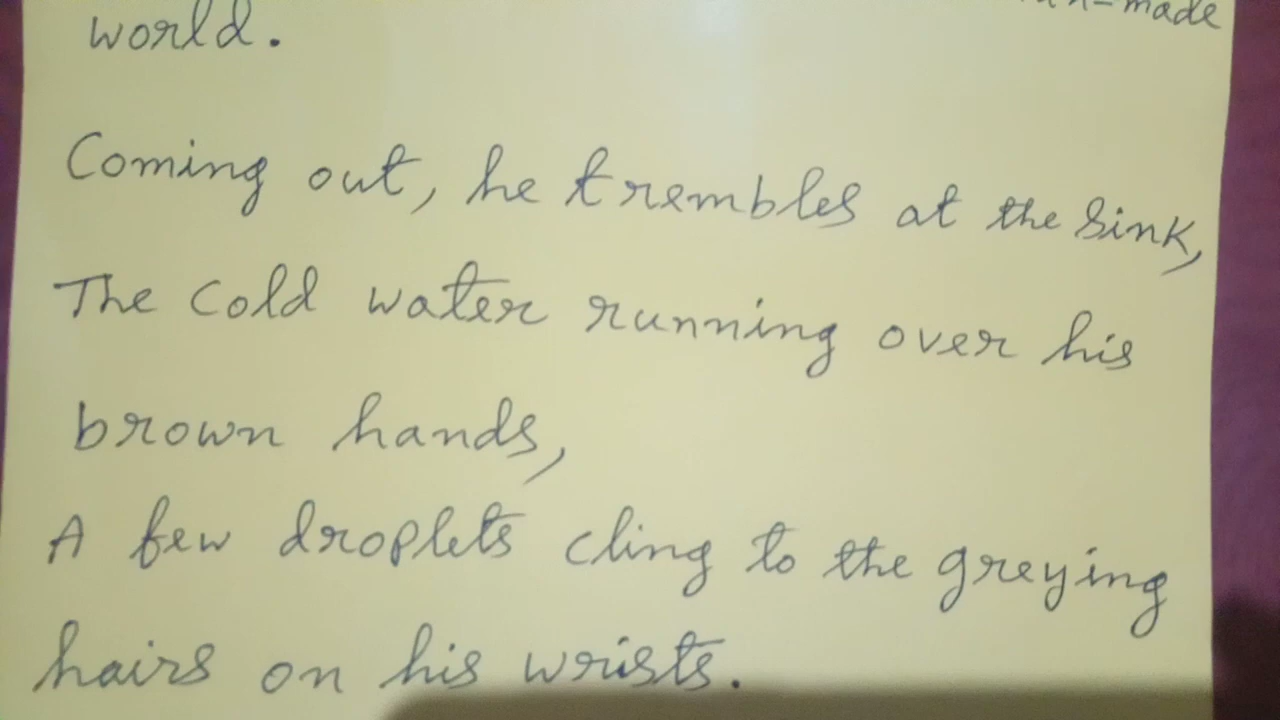 made
world.
Coming out, he trembles at the sink,
The cold water running over his
brown hands,
A few droplets cling to the greying
hairs on his wrists.